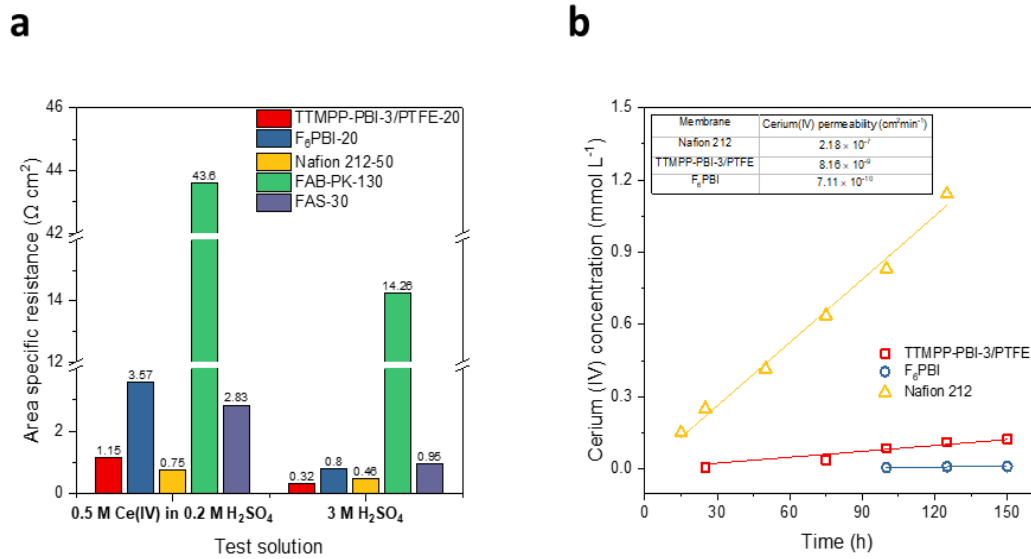 a
b
46
44
42
14
12
2
0
Area specific resistance (Ω cm²)
TTMPP-PBI-3/PTFE-20
F₆PBI-20
Nafion 212-50
FAB-PK-130
FAS-30
1.15
3.57
0.75
43.6
2.83
0.32
0.8
0.46
14.26
0.95
0.5 M Ce(IV) in 0.2 M H₂SO₄
3 M H₂SO₄
Test solution
1.5
1.2
0.9
0.6
0.3
0.0
Cerium (IV) concentration (mmol L⁻¹)
Membrane Cerium(IV) permeability (cm²min⁻¹)
Nafion 212 2.18 × 10⁻⁷
TTMPP-PBI-3/PTFE 8.16 × 10⁻⁹
F₆PBI 7.11 × 10⁻¹⁰
TTMPP-PBI-3/PTFE
F₆PBI
Nafion 212
0 30 60 90 120 150
Time (h)